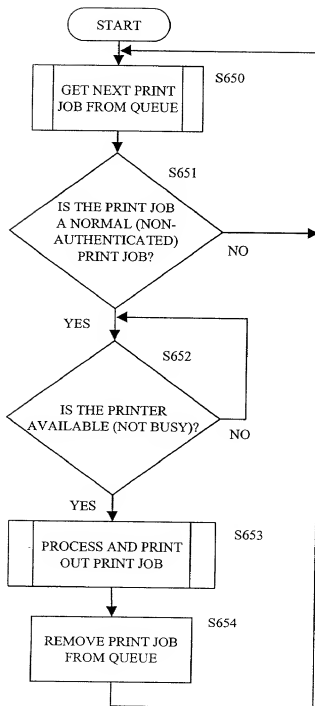 START
GET NEXT PRINT
JOB FROM QUEUE
S650
S651
IS THE PRINT JOB
A NORMAL (NON-
AUTHENTICATED)
PRINT JOB?
NO
YES
S652
IS THE PRINTER
AVAILABLE (NOT BUSY)?
NO
YES
S653
PROCESS AND PRINT
OUT PRINT JOB
S654
REMOVE PRINT JOB
FROM QUEUE